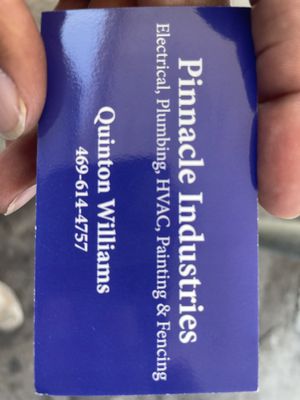 Pinnacle Industries
Electrical, Plumbing, HVAC, Painting & Fencing
Quinton Williams
469-614-4757